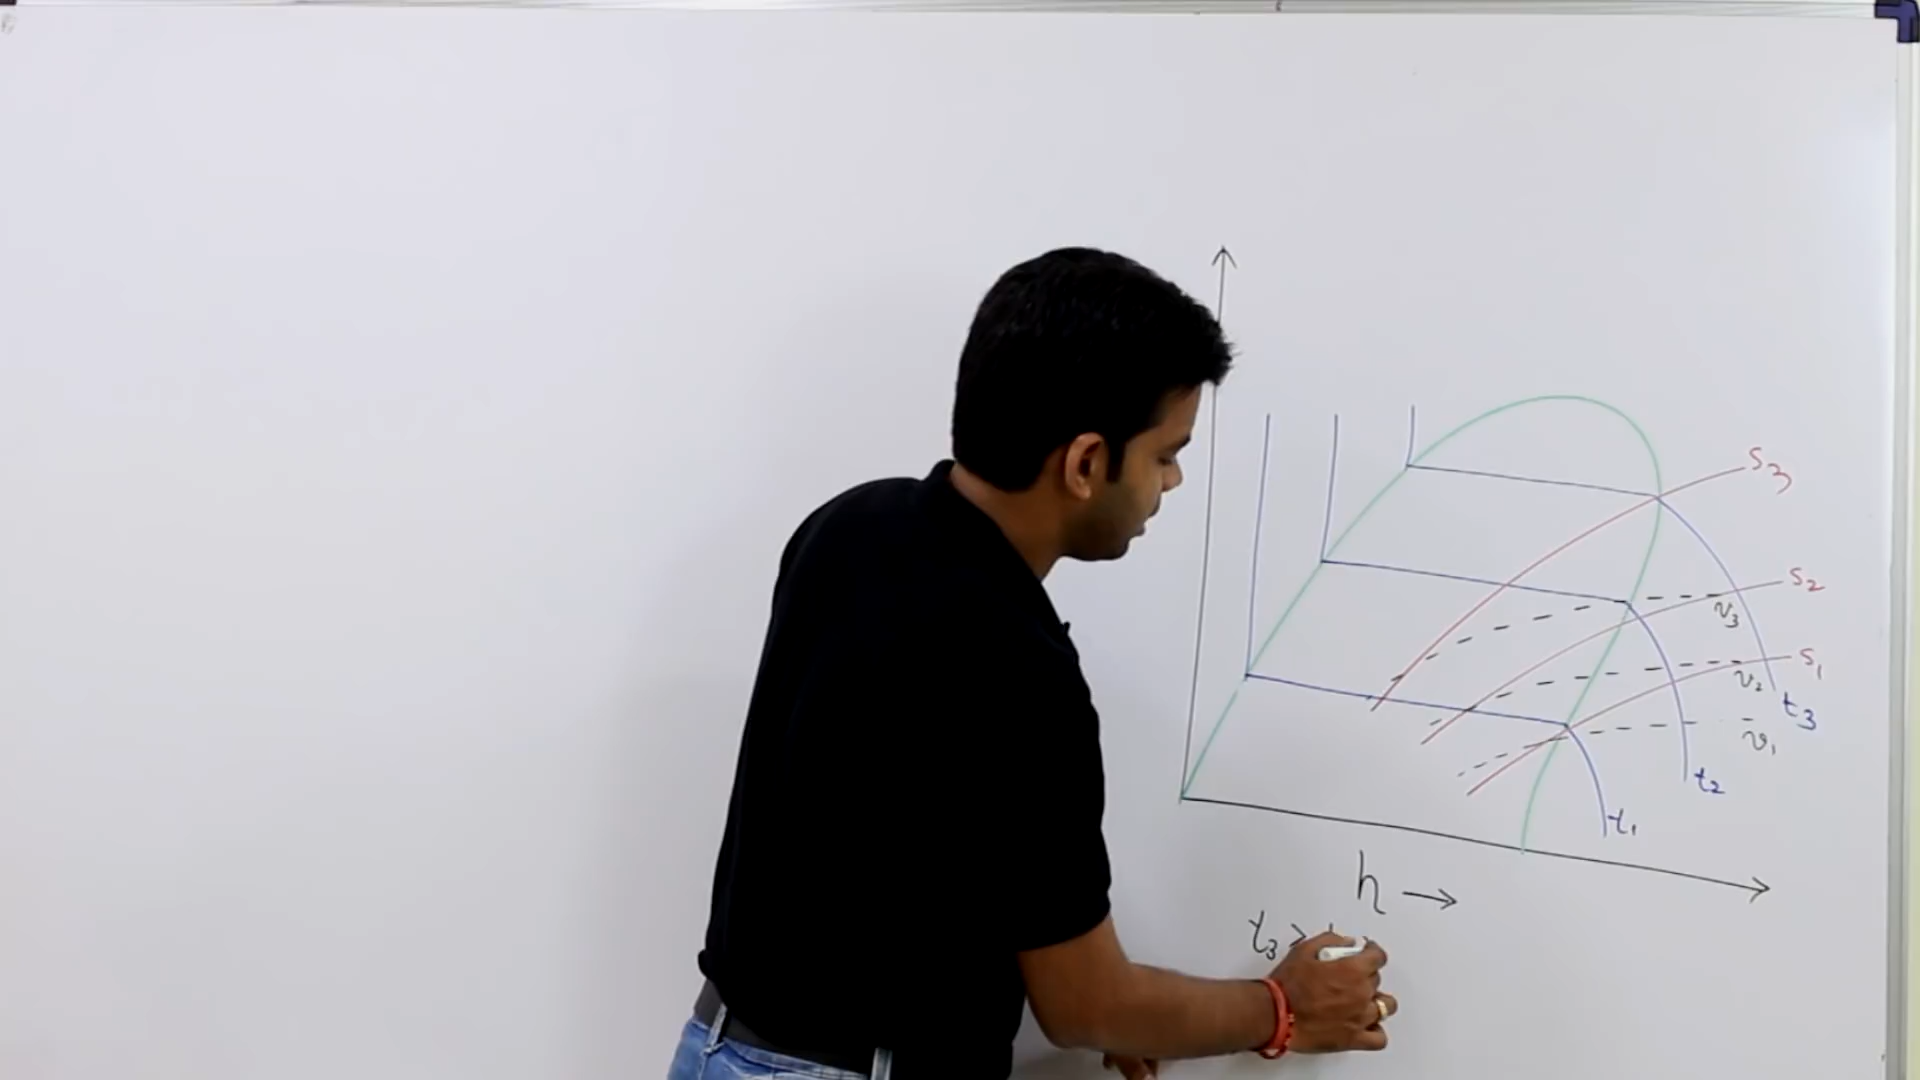 s₃
s₂
v₃
s₁
v₂
t₃
v₁
t₂
t₁
h →
t₃ >